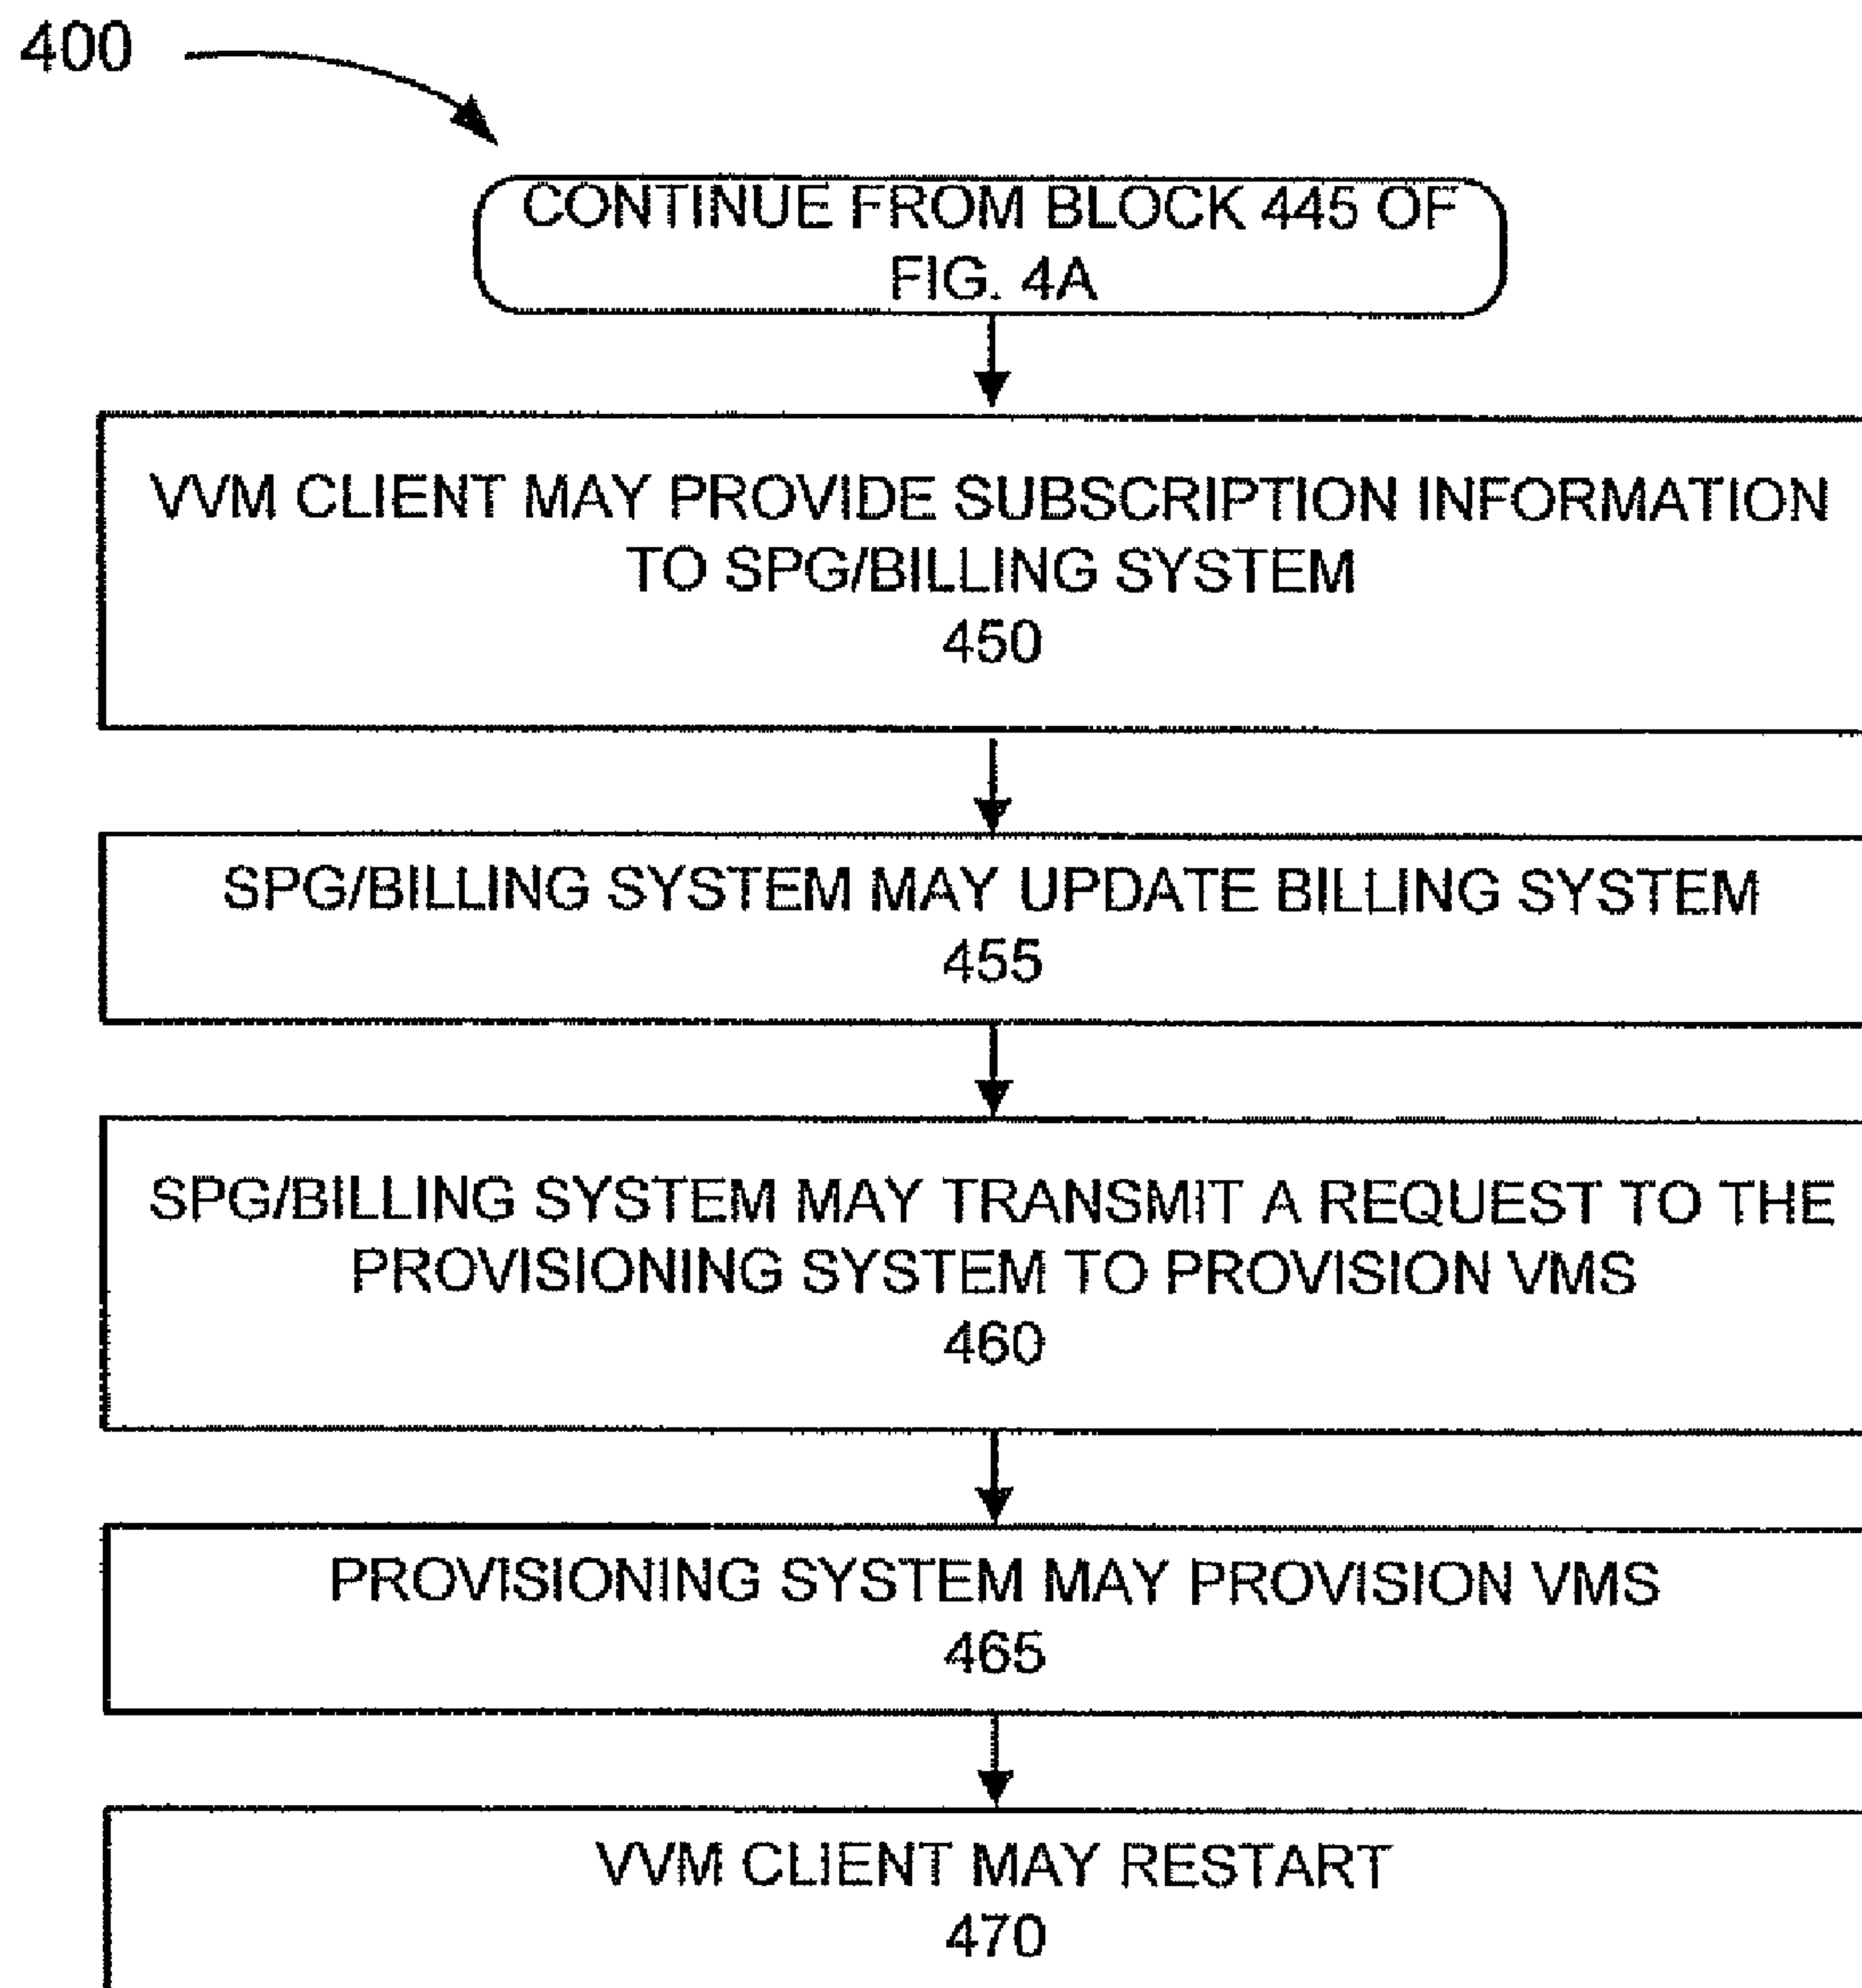 400
CONTINUE FROM BLOCK 445 OF
FIG. 4A
VVM CLIENT MAY PROVIDE SUBSCRIPTION INFORMATION
TO SPG/BILLING SYSTEM
450
SPG/BILLING SYSTEM MAY UPDATE BILLING SYSTEM
455
SPG/BILLING SYSTEM MAY TRANSMIT A REQUEST TO THE
PROVISIONING SYSTEM TO PROVISION VMS
460
PROVISIONING SYSTEM MAY PROVISION VMS
465
VVM CLIENT MAY RESTART
470